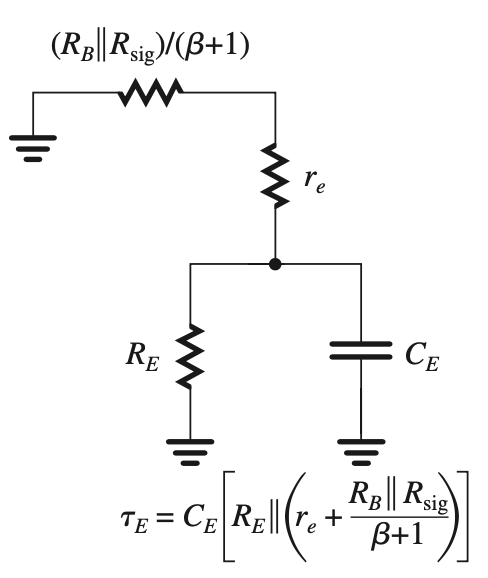 (R_B||R_sig)/(β+1)
r_e
R_E
C_E
τ_E = C_E[R_E||(r_e + (R_B||R_sig)/(β+1))]